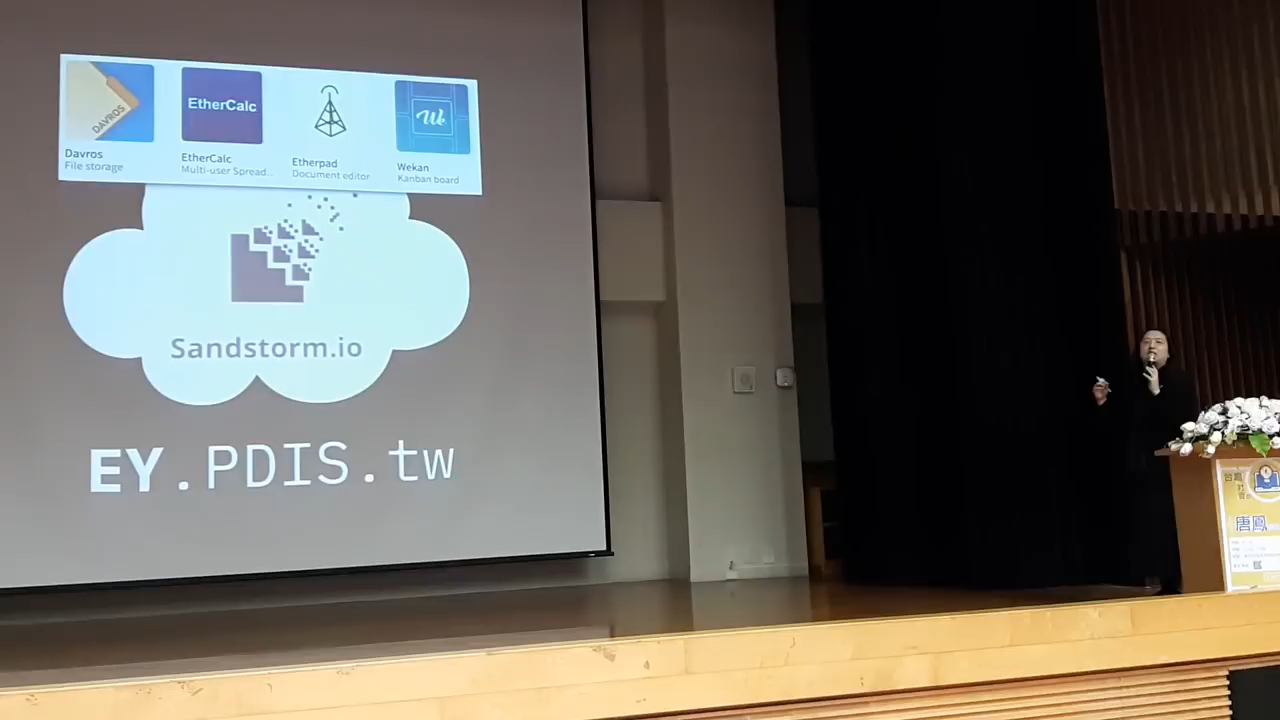 DAVROS
EtherCalc
Davros
File storage
EtherCalc
Multi-user Spread...
Etherpad
Document editor
Wekan
Kanban board
Sandstorm.io
EY.PDIS.tw
唐鳳